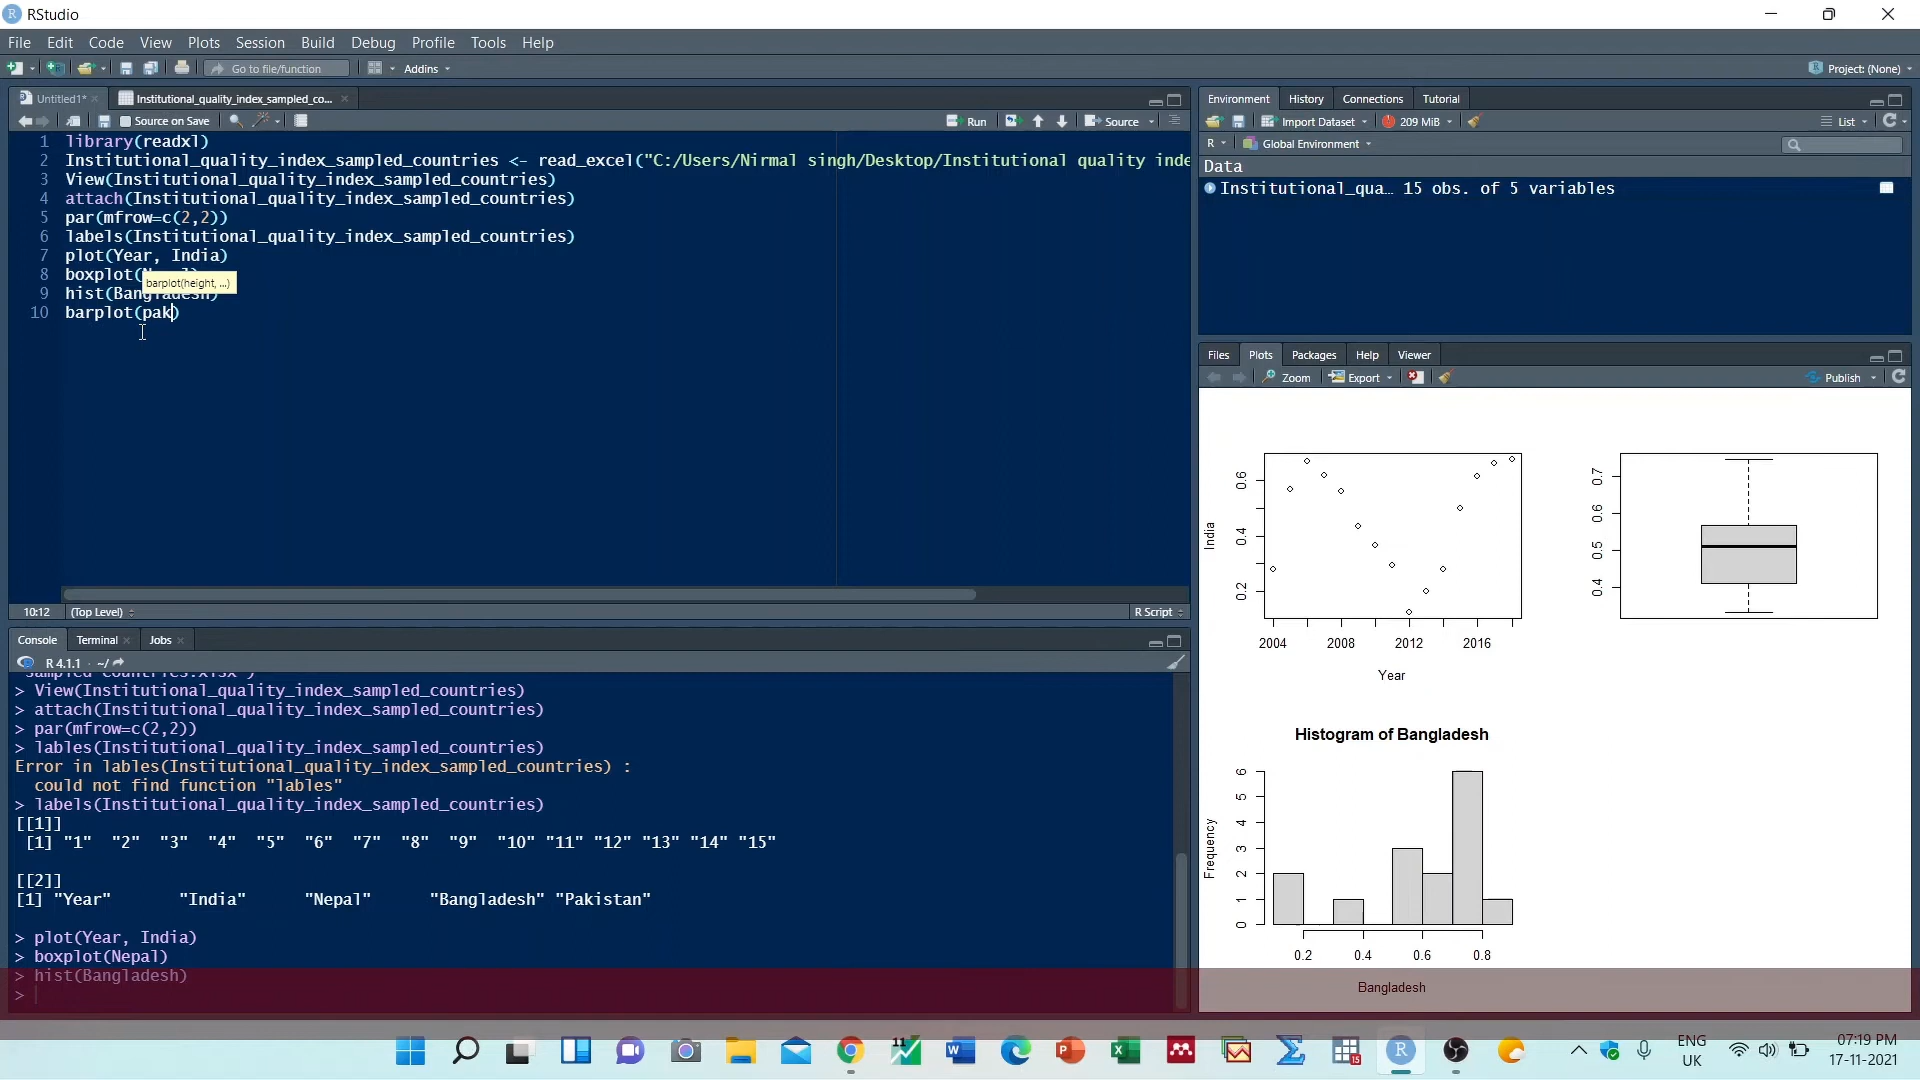 RStudio
File Edit Code View Plots Session Build Debug Profile Tools Help
Go to file/function Addins Project: (None)
Untitled1* Institutional_quality_index_sampled_co...
Source on Save Run Source
1 library(readxl)
2 Institutional_quality_index_sampled_countries <- read_excel("C:/Users/Nirmal singh/Desktop/Institutional quality inde
3 View(Institutional_quality_index_sampled_countries)
4 attach(Institutional_quality_index_sampled_countries)
5 par(mfrow=c(2,2))
6 labels(Institutional_quality_index_sampled_countries)
7 plot(Year, India)
8 boxplot(
barplot(height, ...)
9 hist(Bangladesh)
10 barplot(pak)
10:12 (Top Level) R Script
Console Terminal Jobs
R 4.1.1 · ~/
> View(Institutional_quality_index_sampled_countries)
> attach(Institutional_quality_index_sampled_countries)
> par(mfrow=c(2,2))
> lables(Institutional_quality_index_sampled_countries)
Error in lables(Institutional_quality_index_sampled_countries) :
could not find function "lables"
> labels(Institutional_quality_index_sampled_countries)
[[1]]
[1] "1" "2" "3" "4" "5" "6" "7" "8" "9" "10" "11" "12" "13" "14" "15"
[[2]]
[1] "Year" "India" "Nepal" "Bangladesh" "Pakistan"
> plot(Year, India)
> boxplot(Nepal)
> hist(Bangladesh)
>
Environment History Connections Tutorial
Import Dataset 209 MiB List
R Global Environment
Data
Institutional_qua… 15 obs. of 5 variables
Files Plots Packages Help Viewer
Zoom Export Publish
India
0.6
0.4
0.2
2004 2008 2012 2016
Year
0.7
0.6
0.5
0.4
Histogram of Bangladesh
Frequency
6
5
4
3
2
1
0
0.2 0.4 0.6 0.8
Bangladesh
11
15
ENG
UK
07:19 PM
17-11-2021